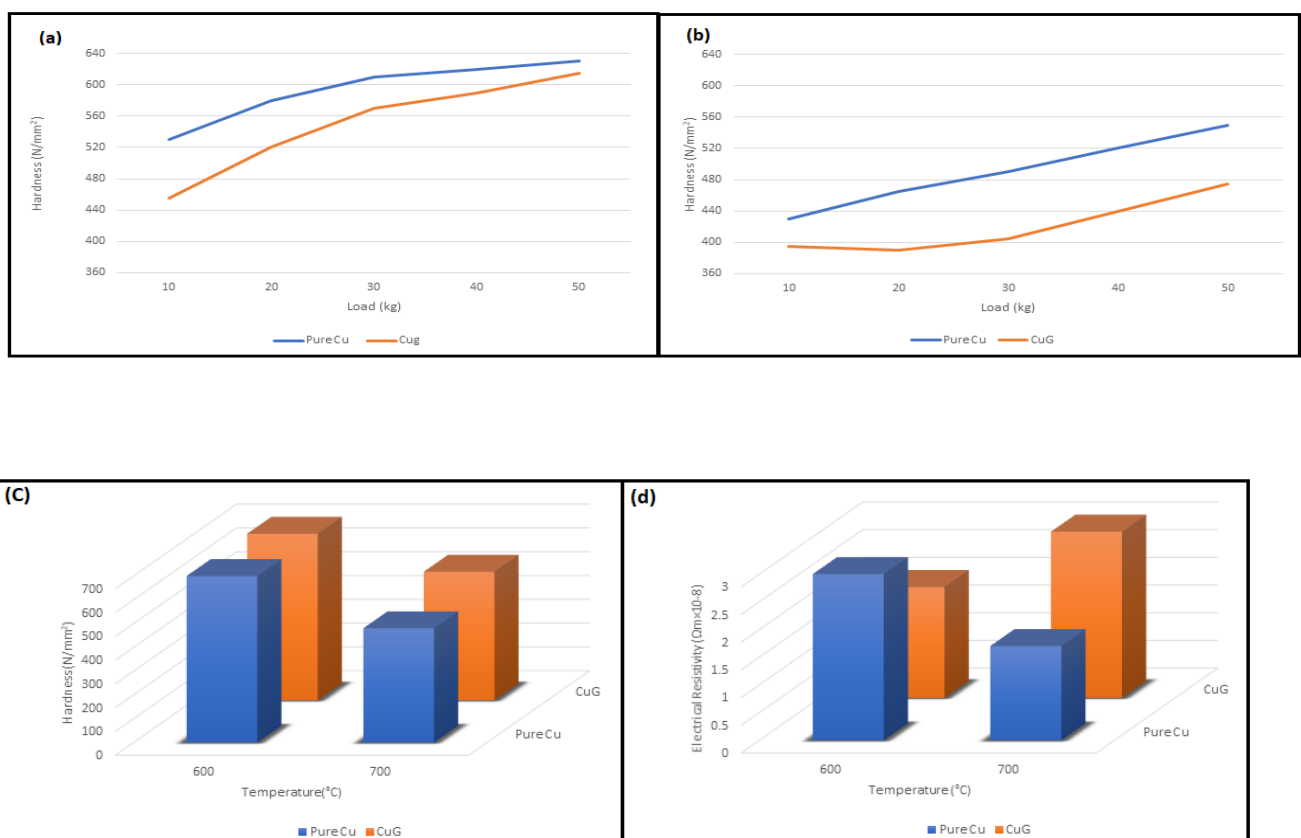 (a)
640
600
560
520
480
440
400
360
Hardness (N/mm²)
10 20 30 40 50
Load (kg)
Pure Cu Cug
(b)
640
600
560
520
480
440
400
360
Hardness (N/mm²)
10 20 30 40 50
Load (kg)
Pure Cu CuG
(C)
700
600
500
400
300
200
100
0
Hardness(N/mm²)
600 700
Temperature(°C)
CuG
Pure Cu
Pure Cu CuG
(d)
3
2.5
2
1.5
1
0.5
0
Electrical Resistivity (Ωm×10-8)
600 700
Temperature (°C)
CuG
Pure Cu
Pure Cu CuG